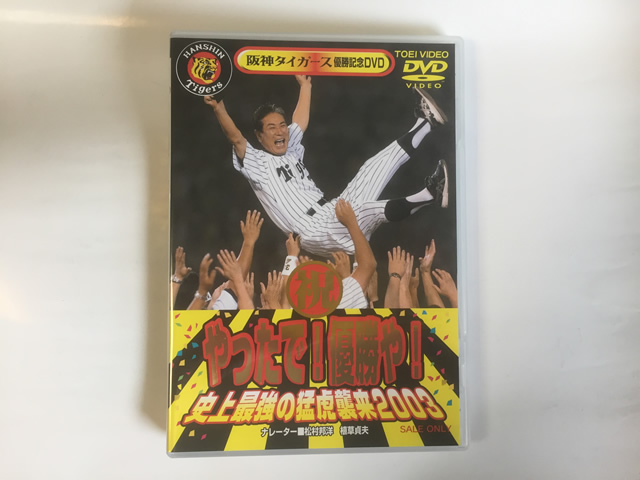 HANSHIN
Tigers
阪神タイガース優勝記念DVD
TOEI VIDEO
DVD
VIDEO
祝
やったで!優勝や!
史上最強の猛虎襲来2003
ナレーター■松村邦洋 植草貞夫
SALE ONLY